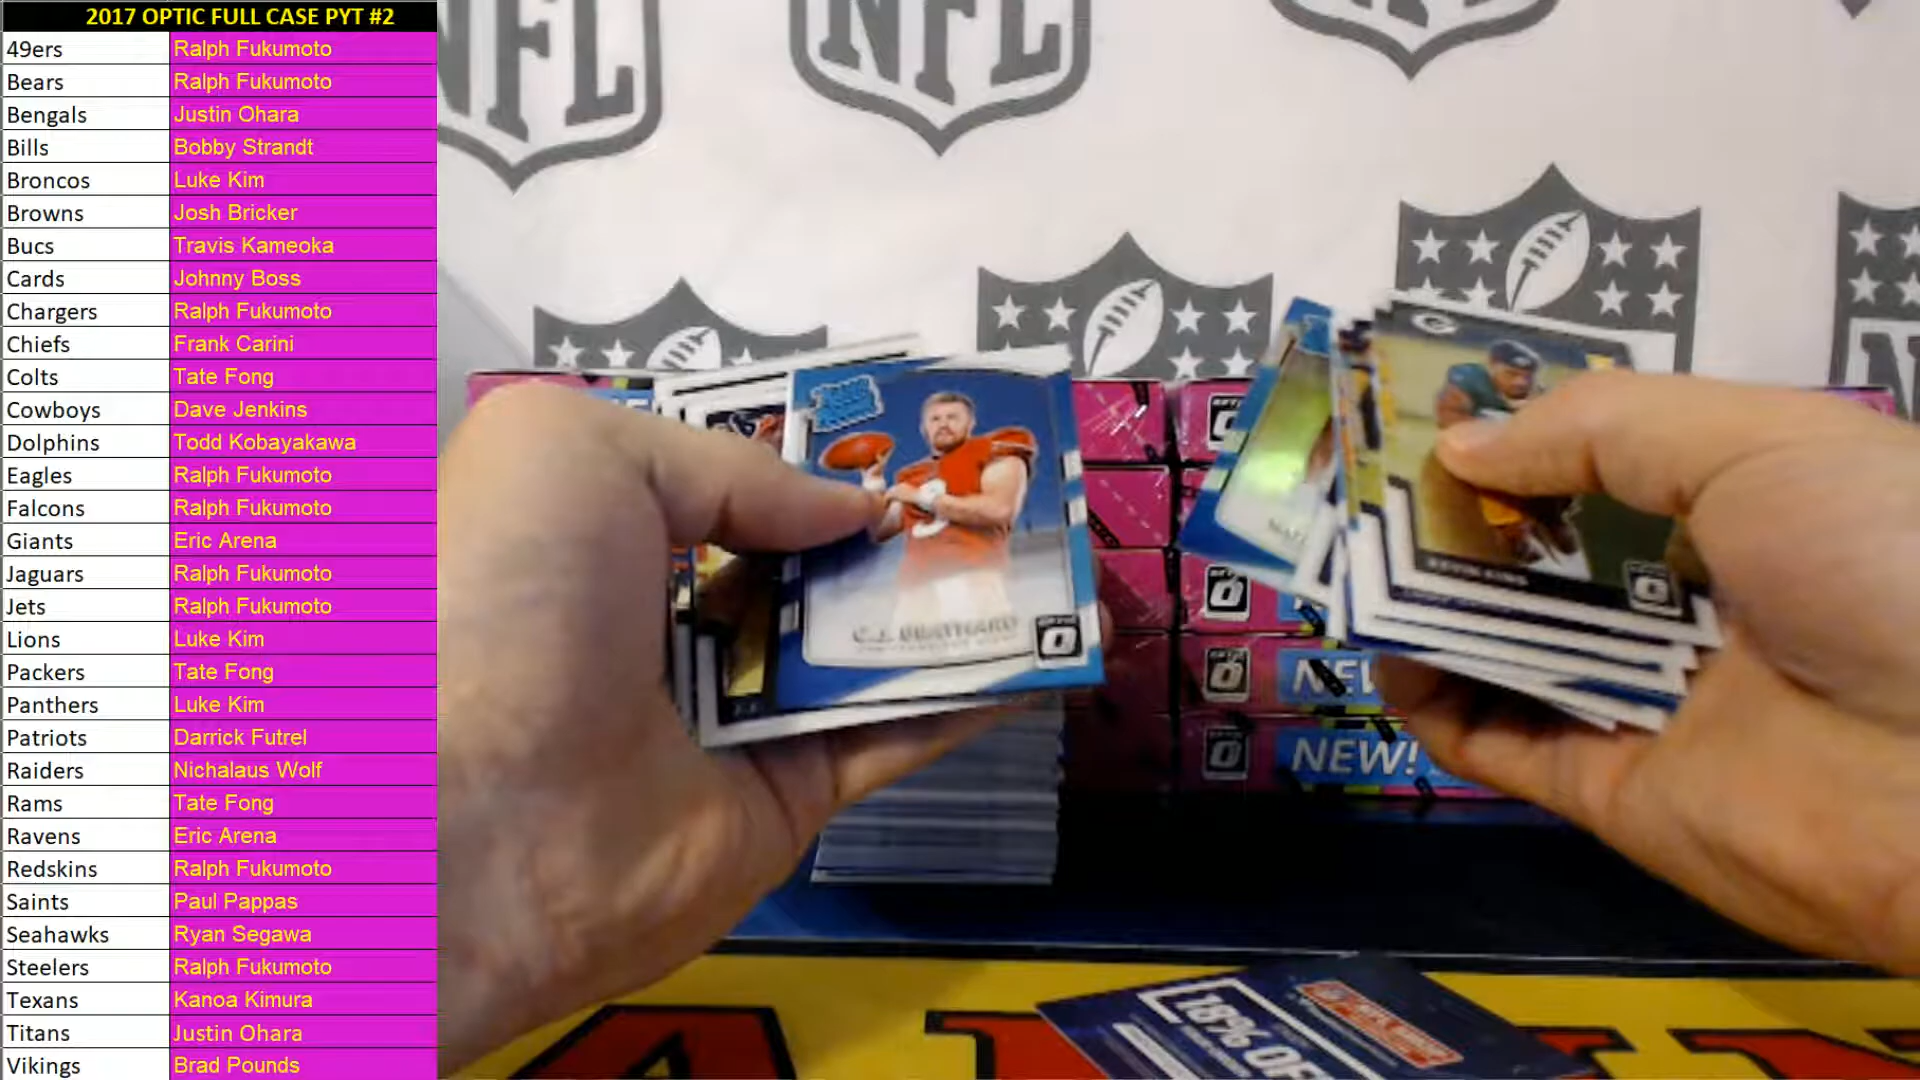 2017 OPTIC FULL CASE PYT #2
49ers Ralph Fukumoto
Bears Ralph Fukumoto
Bengals Justin Ohara
Bills Bobby Strandt
Broncos Luke Kim
Browns Josh Bricker
Bucs Travis Kameoka
Cards Johnny Boss
Chargers Ralph Fukumoto
Chiefs Frank Carini
Colts Tate Fong
Cowboys Dave Jenkins
Dolphins Todd Kobayakawa
Eagles Ralph Fukumoto
Falcons Ralph Fukumoto
Giants Eric Arena
Jaguars Ralph Fukumoto
Jets Ralph Fukumoto
Lions Luke Kim
Packers Tate Fong
Panthers Luke Kim
Patriots Darrick Futrel
Raiders Nichalaus Wolf
Rams Tate Fong
Ravens Eric Arena
Redskins Ralph Fukumoto
Saints Paul Pappas
Seahawks Ryan Segawa
Steelers Ralph Fukumoto
Texans Kanoa Kimura
Titans Justin Ohara
Vikings Brad Pounds
NFL
NFL
C.J. BEATHARD
KEVIN KING
NEW!
18% OFF